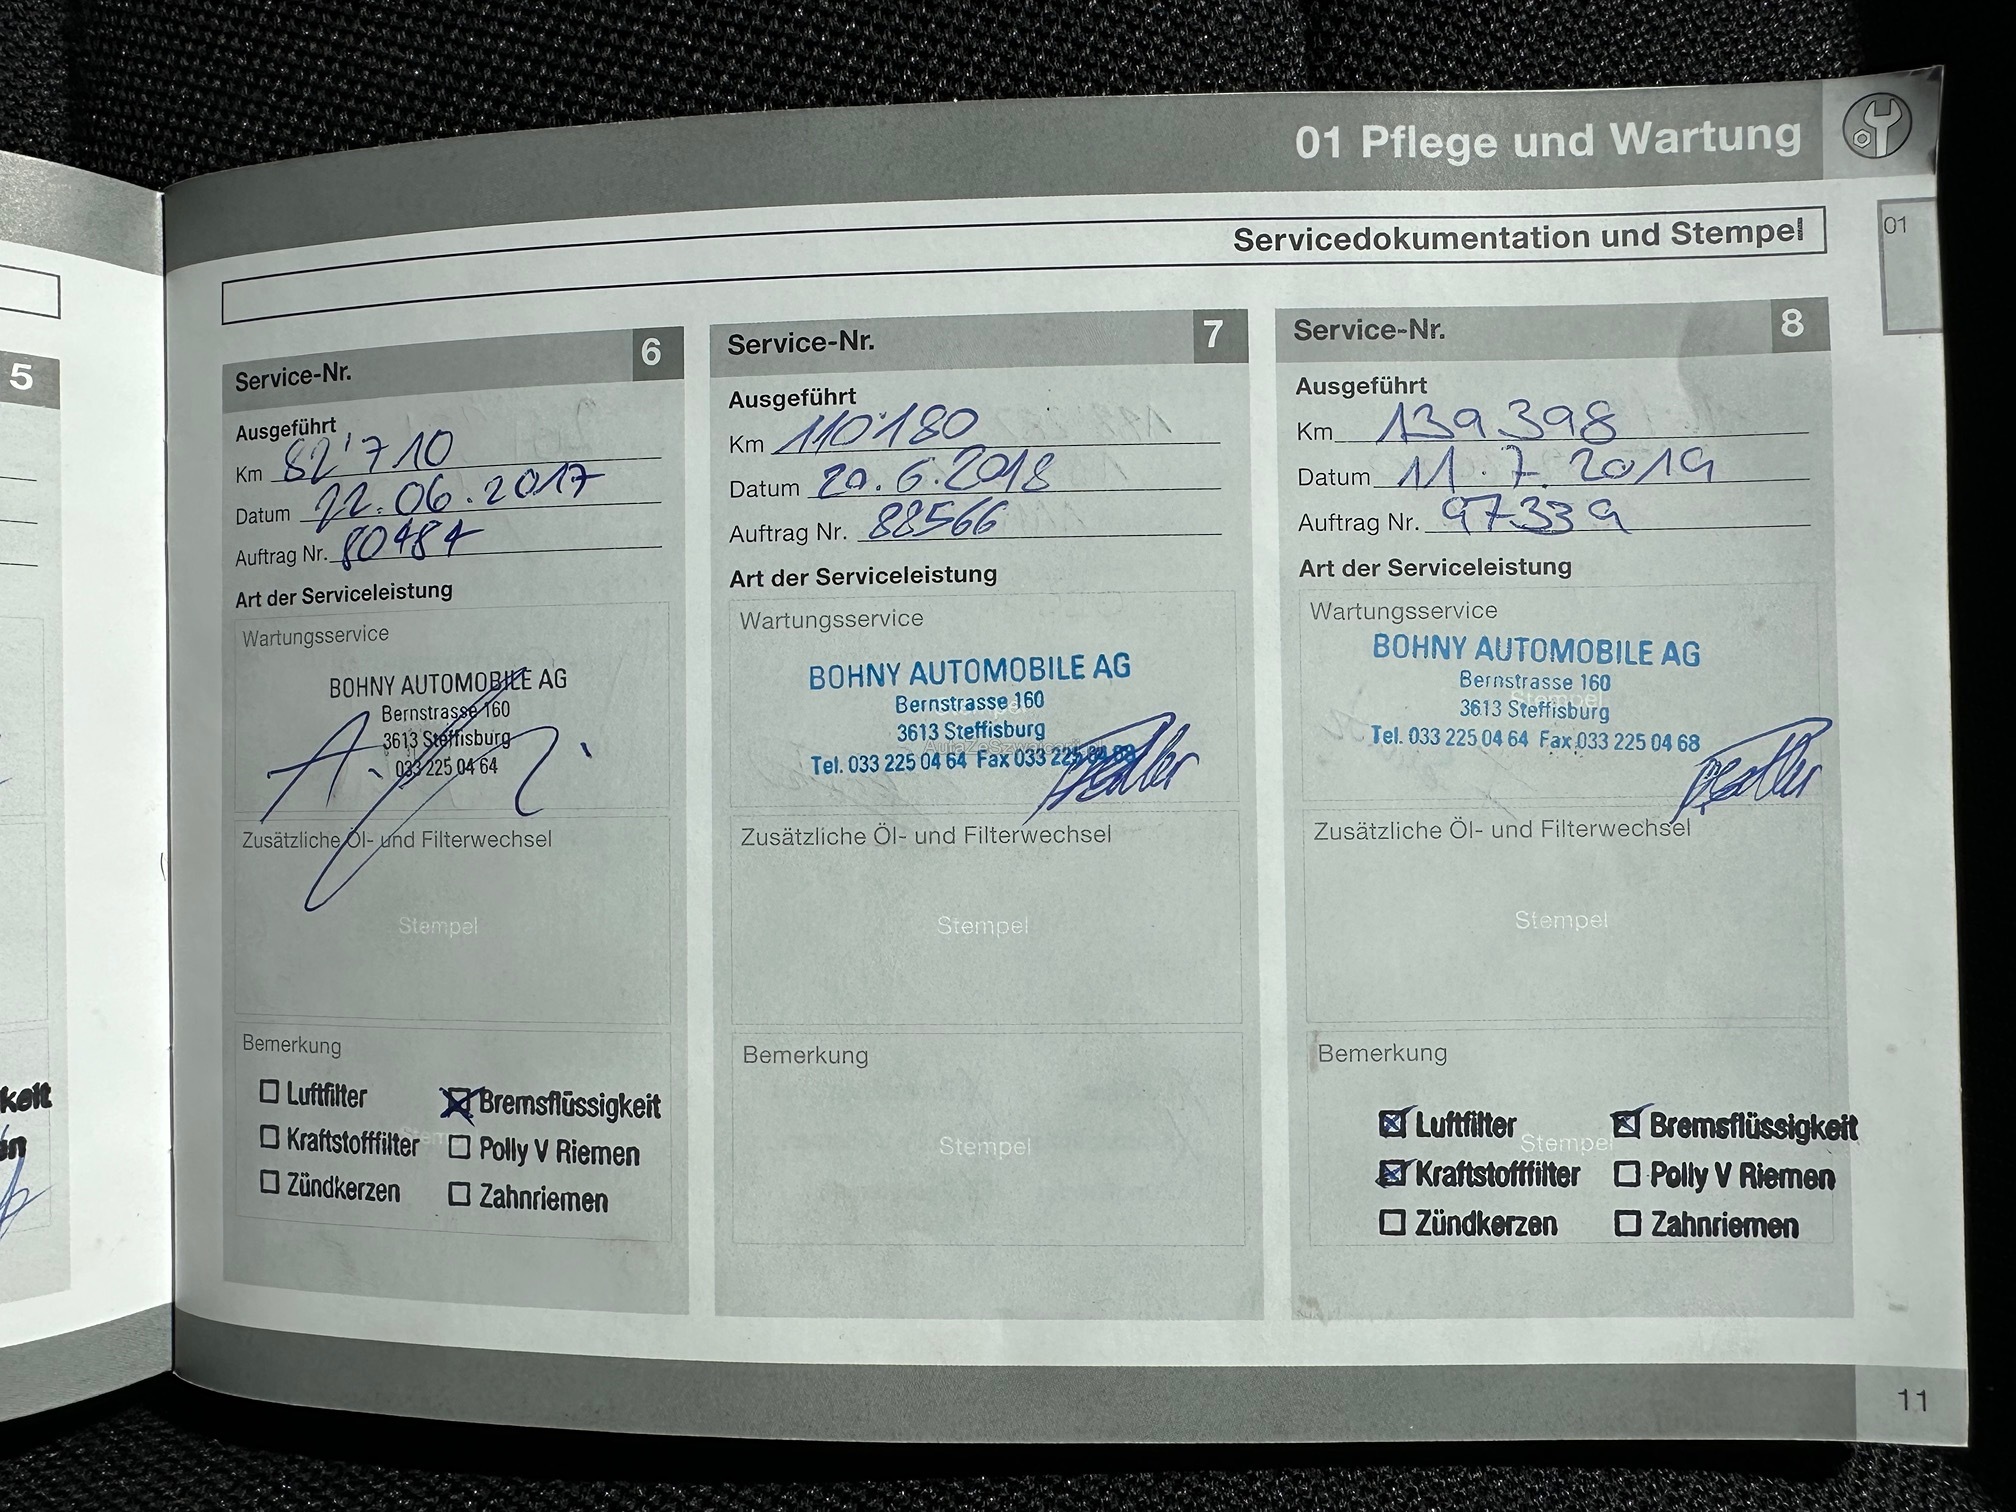 01 Pflege und Wartung
Servicedokumentation und Stempel
01
5
keit
Service-Nr. 6
Ausgeführt
Km 82'710
Datum 22.06.2017
Auftrag Nr. 80484
Art der Serviceleistung
Wartungsservice
BOHNY AUTOMOBILE AG
Bernstrasse 160
3613 Steffisburg
033 225 04 64
Zusätzliche Öl- und Filterwechsel
Stempel
Bemerkung
Luftfilter Bremsflüssigkeit
Kraftstofffilter Polly V Riemen
Zündkerzen Zahnriemen
Service-Nr. 7
Ausgeführt
Km 110'180
Datum 20.6.2018
Auftrag Nr. 88566
Art der Serviceleistung
Wartungsservice
BOHNY AUTOMOBILE AG
Bernstrasse 160
3613 Steffisburg
Tel. 033 225 04 64 Fax 033 225 04 68
Zusätzliche Öl- und Filterwechsel
Stempel
Bemerkung
Stempel
Service-Nr. 8
Ausgeführt
Km 139398
Datum 11.7.2019
Auftrag Nr. 97339
Art der Serviceleistung
Wartungsservice
Stempel
BOHNY AUTOMOBILE AG
Bernstrasse 160
3613 Steffisburg
Tel. 033 225 04 64 Fax 033 225 04 68
Zusätzliche Öl- und Filterwechsel
Stempel
Bemerkung
Stempel
Luftfilter Bremsflüssigkeit
Kraftstofffilter Polly V Riemen
Zündkerzen Zahnriemen
11